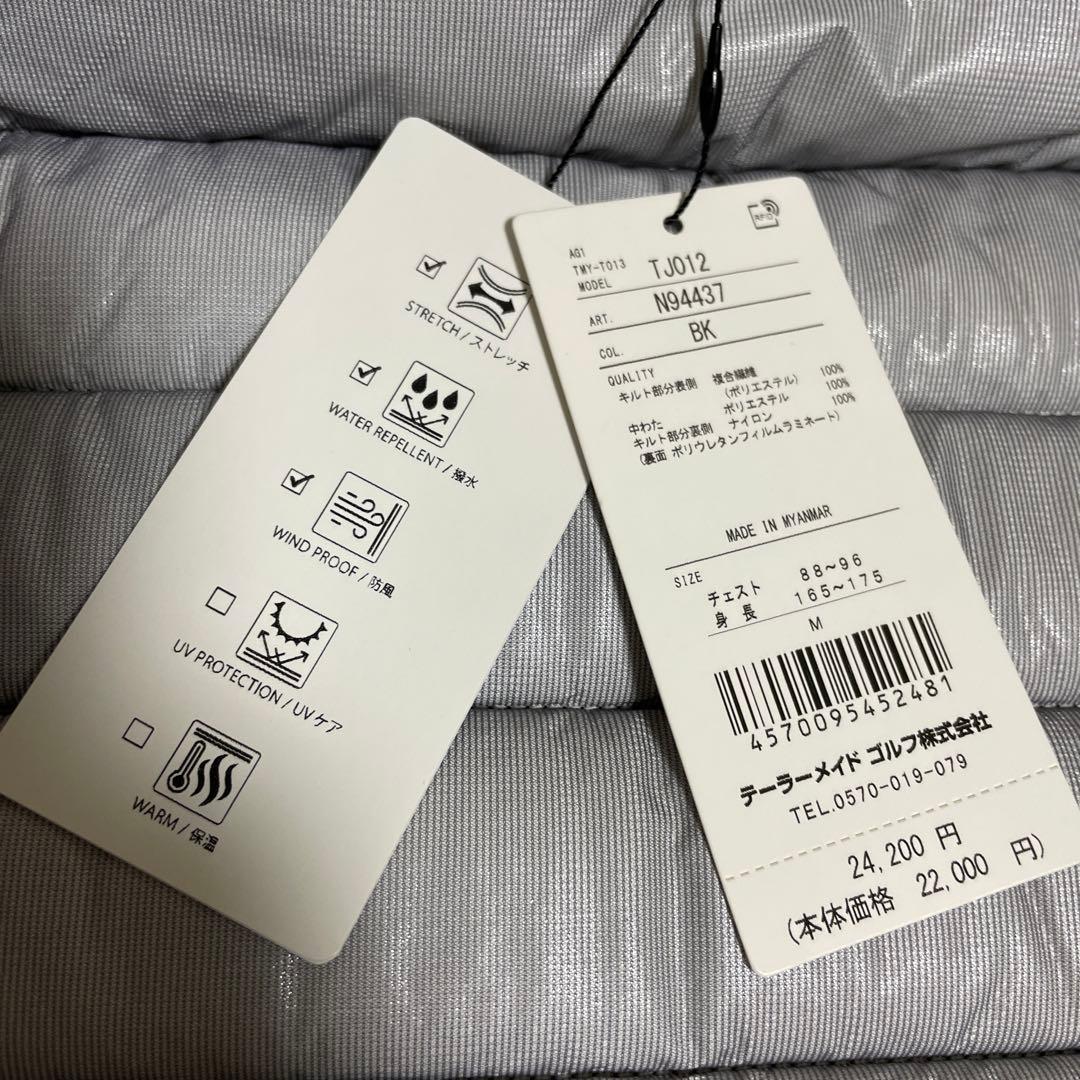 STRETCH / ストレッチ
WATER REPELLENT / 撥水
WIND PROOF / 防風
UV PROTECTION / UVケア
WARM / 保温
RFID
AG1
TMY-T013
MODEL TJ012
ART. N94437
COL. BK
QUALITY
キルト部分表側 複合繊維 100%
(ポリエステル)
中わた ポリエステル 100%
キルト部分裏側 ナイロン 100%
(裏面 ポリウレタンフィルムラミネート)
MADE IN MYANMAR
SIZE
チェスト 88~96
身長 165~175
M
4570095452481
テーラーメイド ゴルフ株式会社
TEL.0570-019-079
24,200 円
(本体価格 22,000 円)